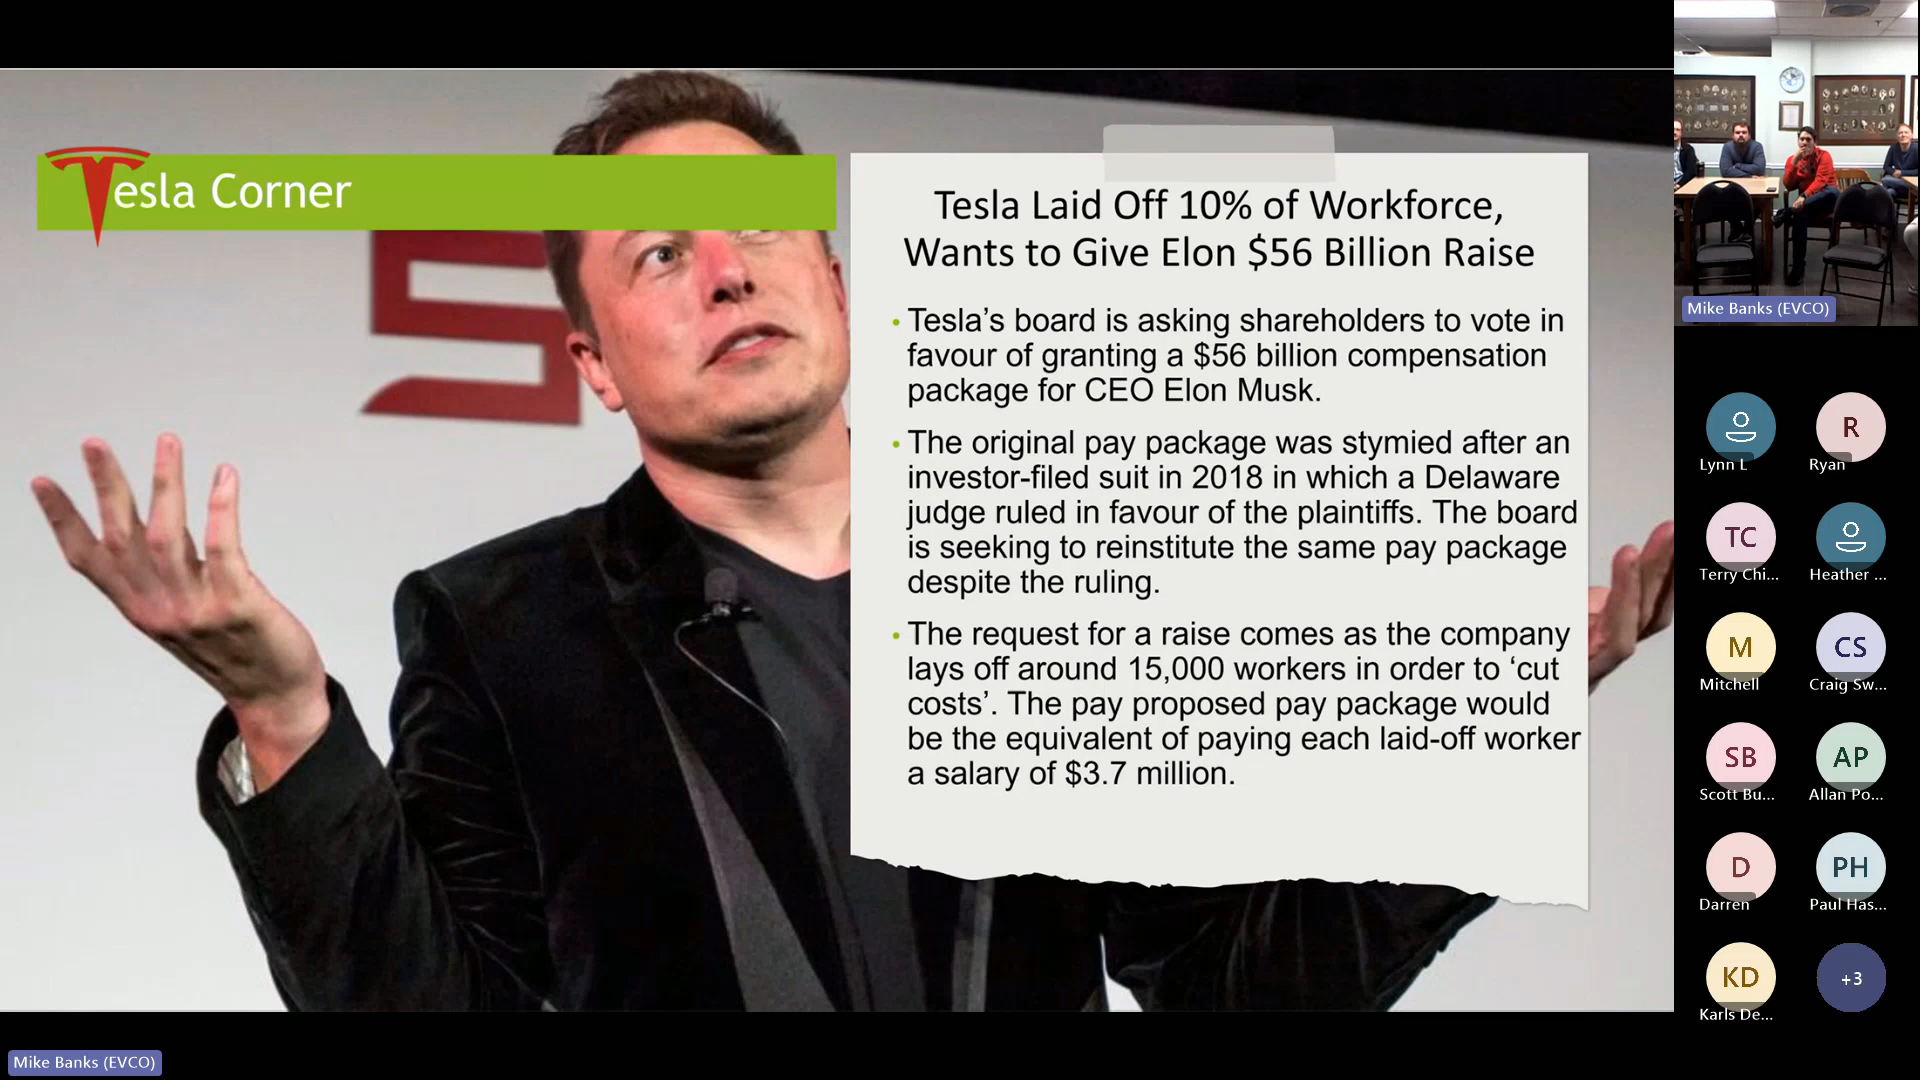 Tesla Corner
Tesla Laid Off 10% of Workforce,
Wants to Give Elon $56 Billion Raise
• Tesla’s board is asking shareholders to vote in
favour of granting a $56 billion compensation
package for CEO Elon Musk.
• The original pay package was stymied after an
investor-filed suit in 2018 in which a Delaware
judge ruled in favour of the plaintiffs. The board
is seeking to reinstitute the same pay package
despite the ruling.
• The request for a raise comes as the company
lays off around 15,000 workers in order to ‘cut
costs’. The pay proposed pay package would
be the equivalent of paying each laid-off worker
a salary of $3.7 million.
Mike Banks (EVCO)
Lynn L
R
Ryan
TC
Terry Chi...
Heather ...
M
Mitchell
CS
Craig Sw...
SB
Scott Bu...
AP
Allan Po...
D
Darren
PH
Paul Has...
KD
Karls De...
+3
Mike Banks (EVCO)